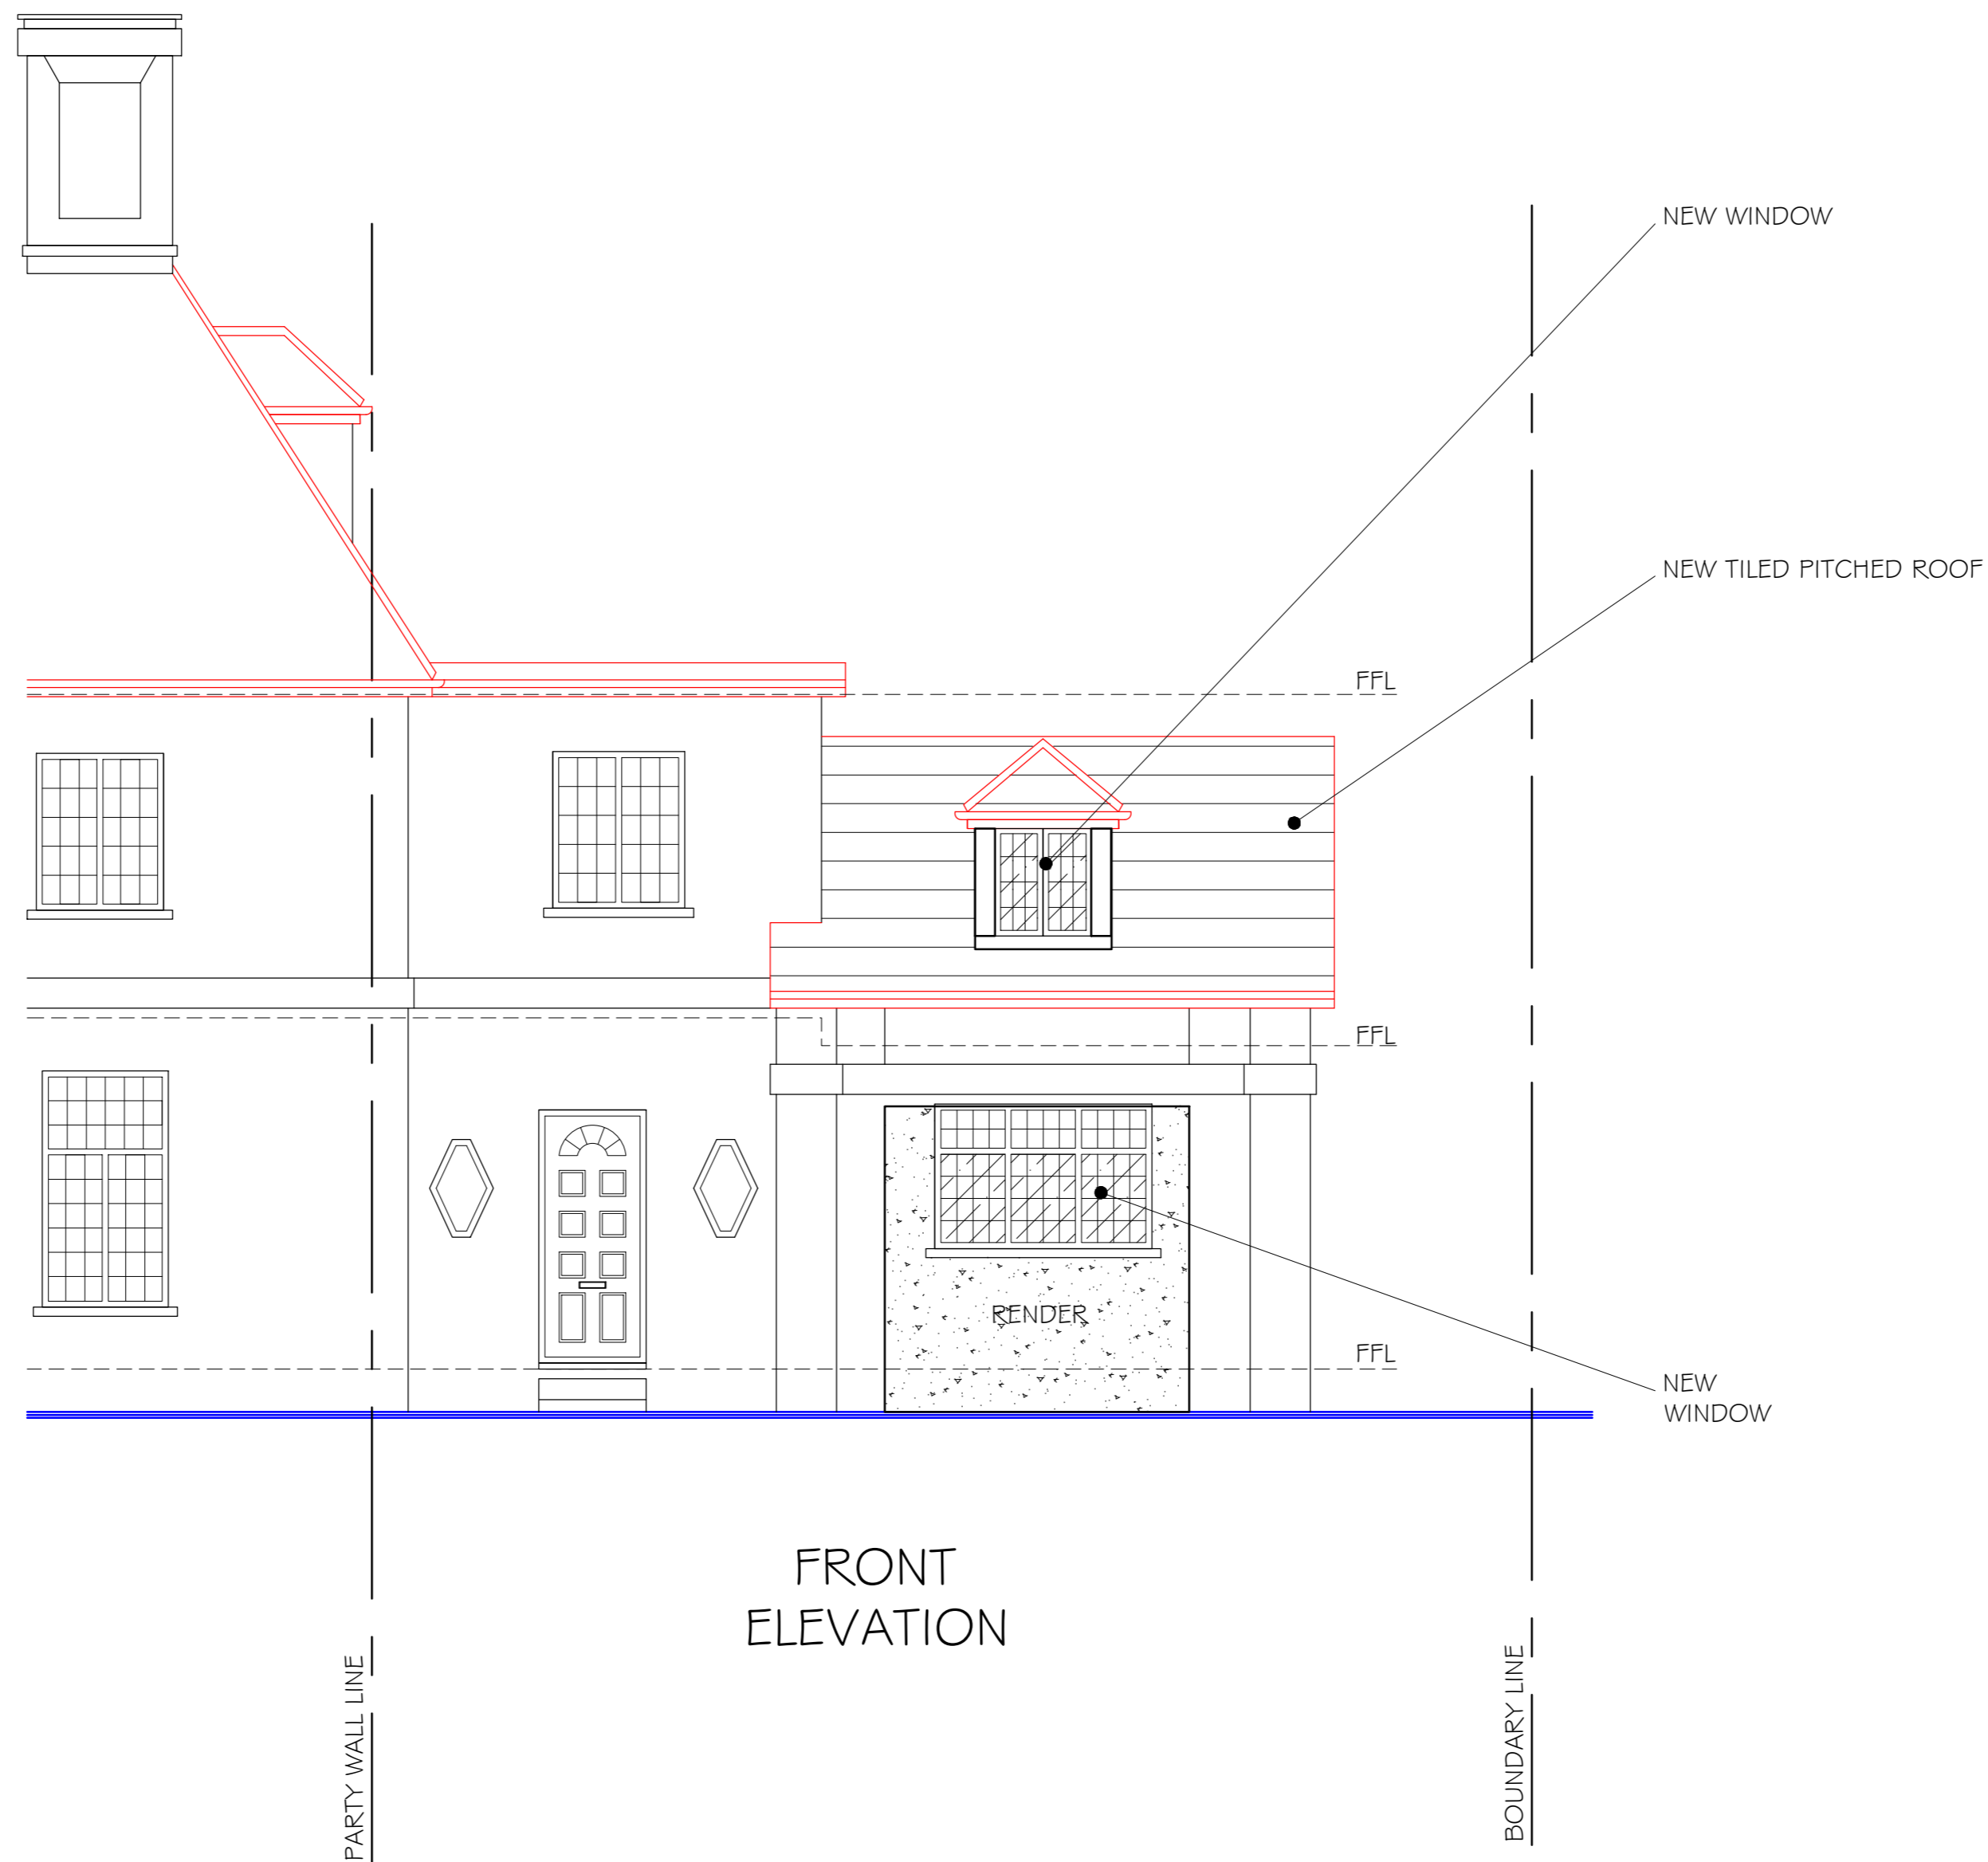 NEW WINDOW
NEW TILED PITCHED ROOF
FFL
FFL
RENDER
FFL
NEW
WINDOW
FRONT
ELEVATION
PARTY WALL LINE
BOUNDARY LINE